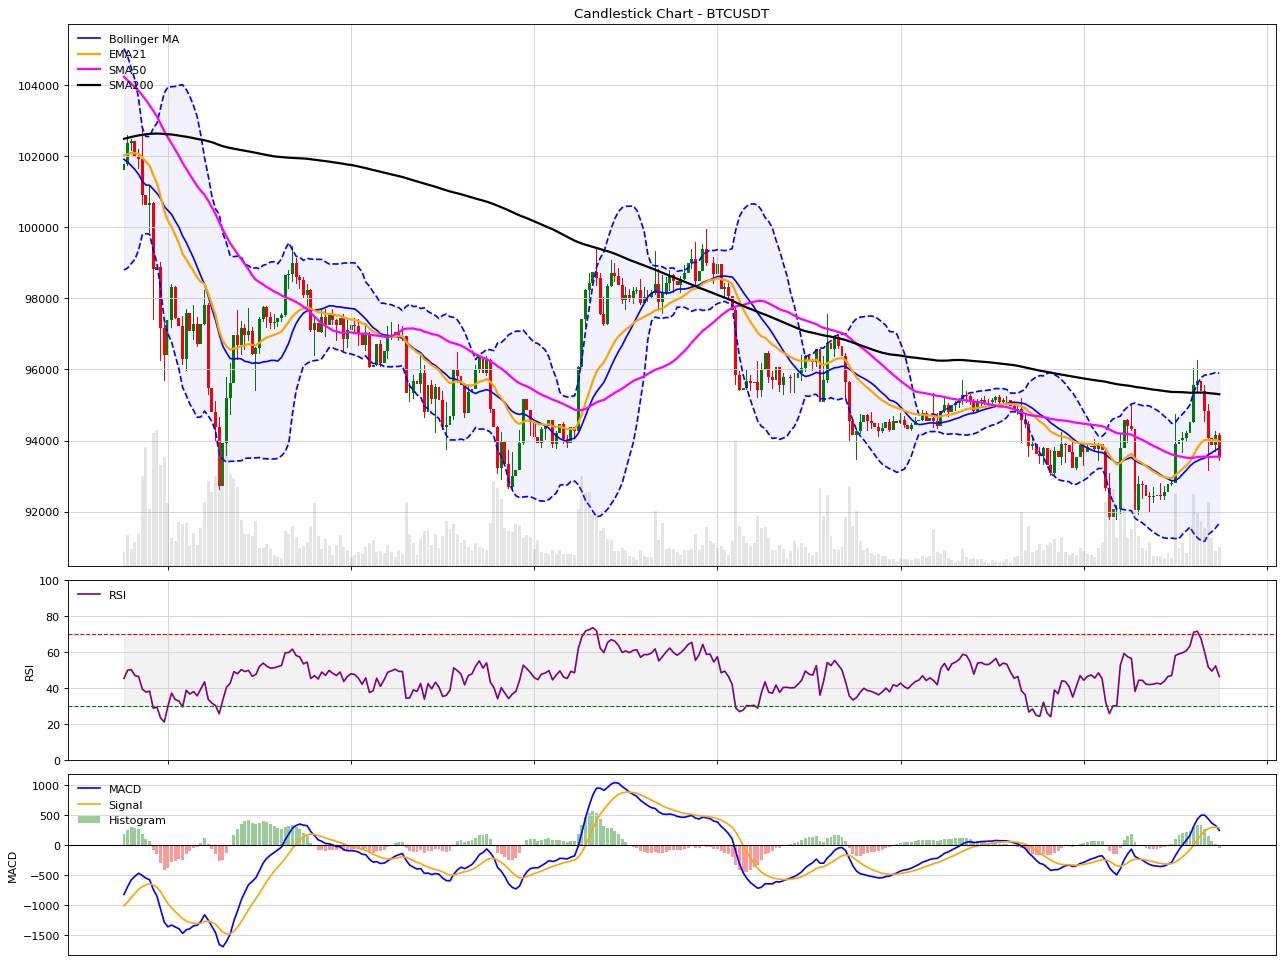 Candlestick Chart - BTCUSDT
Bollinger MA
EMA21
SMA50
SMA200
104000
102000
100000
98000
96000
94000
92000
RSI
100
80
60
40
20
0
RSI
MACD
Signal
Histogram
1000
500
0
−500
−1000
−1500
MACD